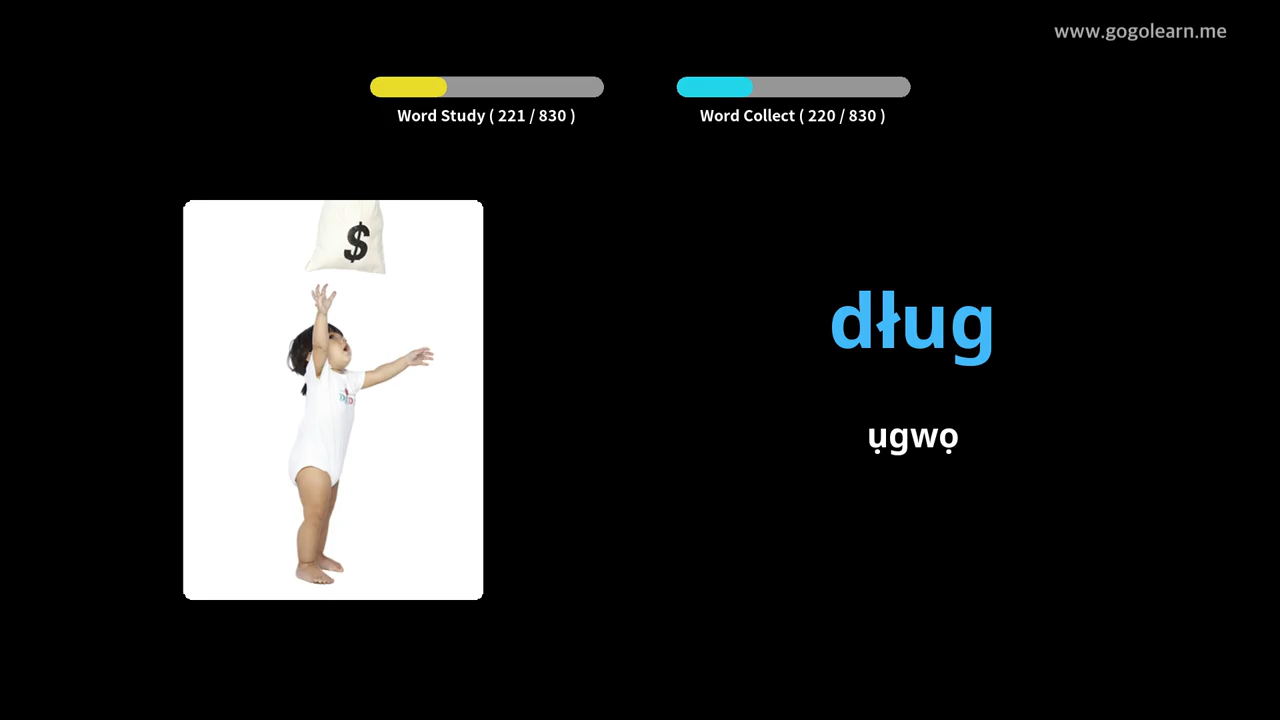 www.gogolearn.me
Word Study ( 221 / 830 )
Word Collect ( 220 / 830 )
$
dług
ụgwọ